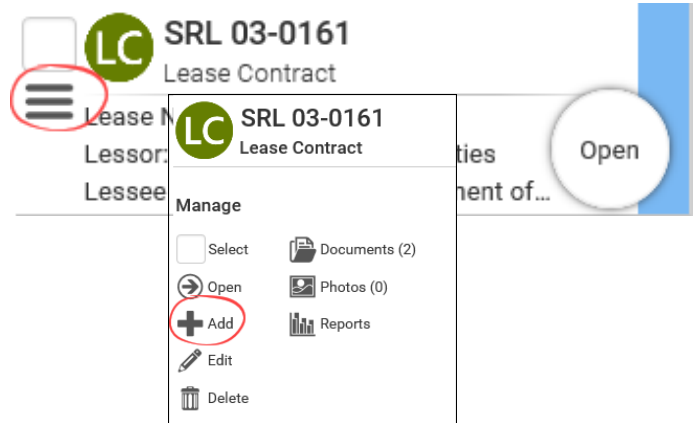 LC SRL 03-0161
Lease Contract
Lease
Lessor: ties
Lessee ment of…
Open
LC SRL 03-0161
Lease Contract
Manage
Select Documents (2)
Open Photos (0)
Add Reports
Edit
Delete